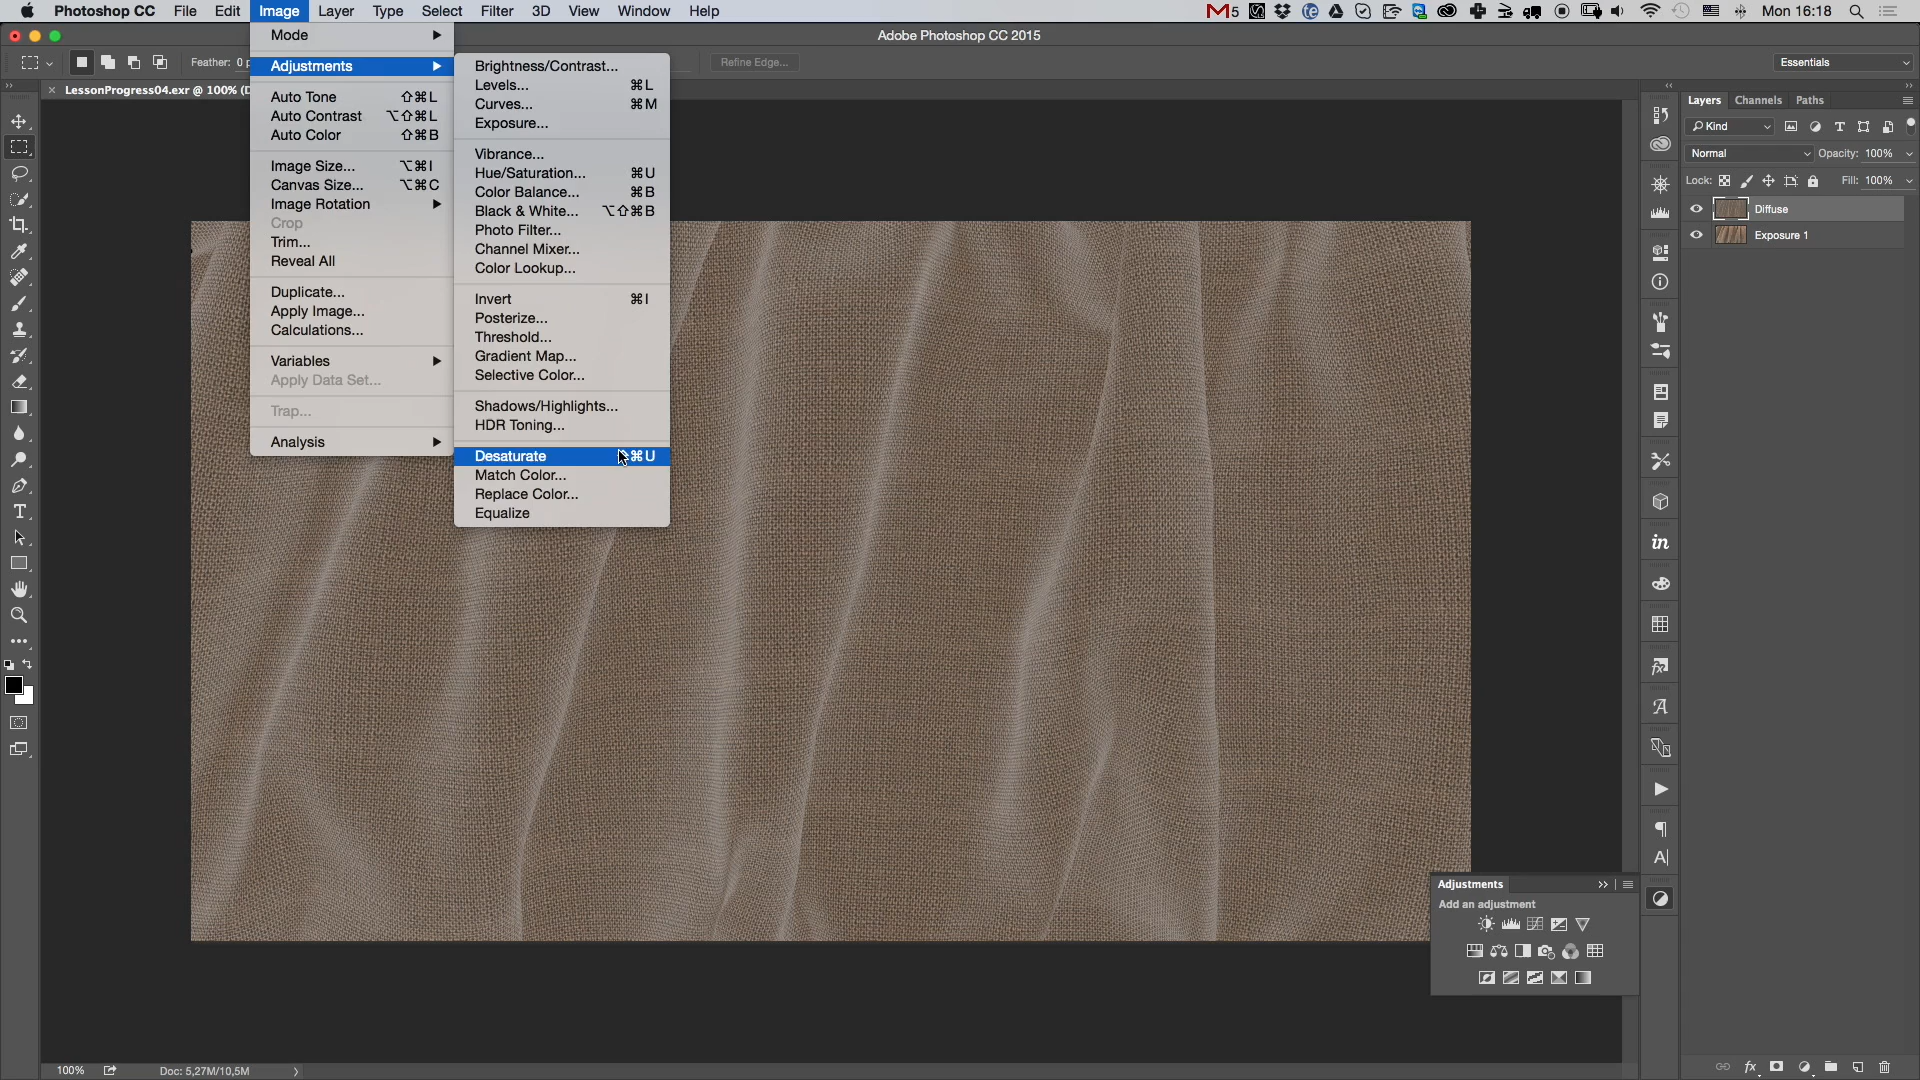 Photoshop CC File Edit Image Layer Type Select Filter 3D View Window Help 5 Mon 16:18
Adobe Photoshop CC 2015
Feather: 0 p
Refine Edge...
Essentials
LessonProgress04.exr @ 100% (D
Mode
Adjustments
Auto Tone ⇧⌘L
Auto Contrast ⌥⇧⌘L
Auto Color ⇧⌘B
Image Size... ⌥⌘I
Canvas Size... ⌥⌘C
Image Rotation
Crop
Trim...
Reveal All
Duplicate...
Apply Image...
Calculations...
Variables
Apply Data Set...
Trap...
Analysis
Brightness/Contrast...
Levels... ⌘L
Curves... ⌘M
Exposure...
Vibrance...
Hue/Saturation... ⌘U
Color Balance... ⌘B
Black & White... ⌥⇧⌘B
Photo Filter...
Channel Mixer...
Color Lookup...
Invert ⌘I
Posterize...
Threshold...
Gradient Map...
Selective Color...
Shadows/Highlights...
HDR Toning...
Desaturate ⇧⌘U
Match Color...
Replace Color...
Equalize
Layers Channels Paths
Kind
Normal Opacity: 100%
Lock: Fill: 100%
Diffuse
Exposure 1
Adjustments
Add an adjustment
100% Doc: 5,27M/10,5M